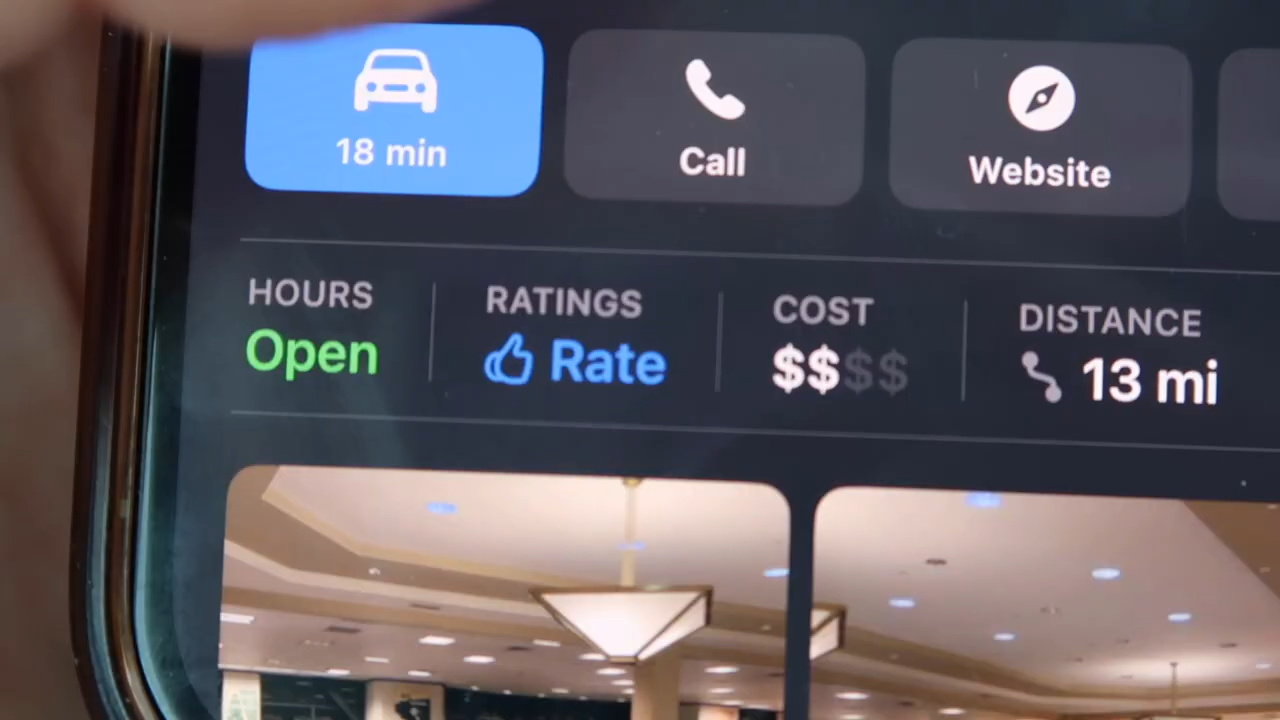 18 min
Call
Website
HOURS
Open
RATINGS
Rate
COST
$$$$
DISTANCE
13 mi